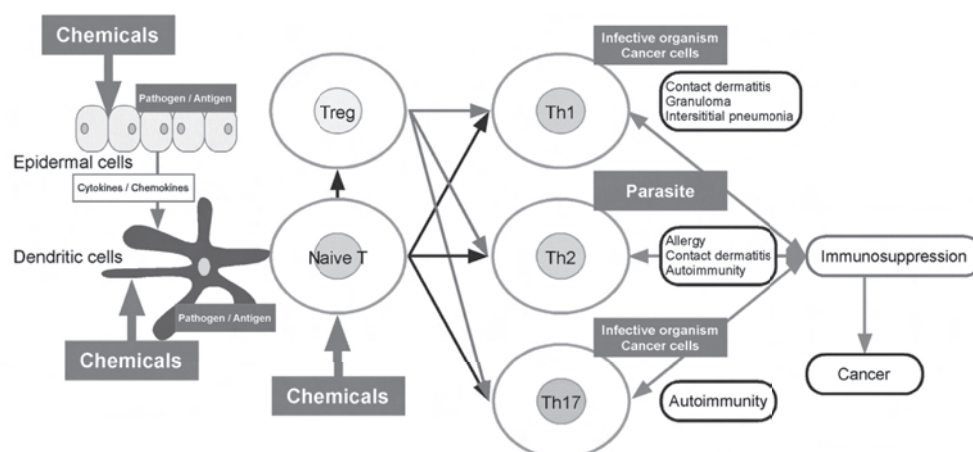 Chemicals
Pathogen / Antigen
Epidermal cells
Cytokines / Chemokines
Dendritic cells
Pathogen / Antigen
Chemicals
Treg
Naive T
Chemicals
Infective organism
Cancer cells
Th1
Contact dermatitis
Granuloma
Intersititial pneumonia
Parasite
Th2
Allergy
Contact dermatitis
Autoimmunity
Immunosuppression
Infective organism
Cancer cells
Th17
Autoimmunity
Cancer